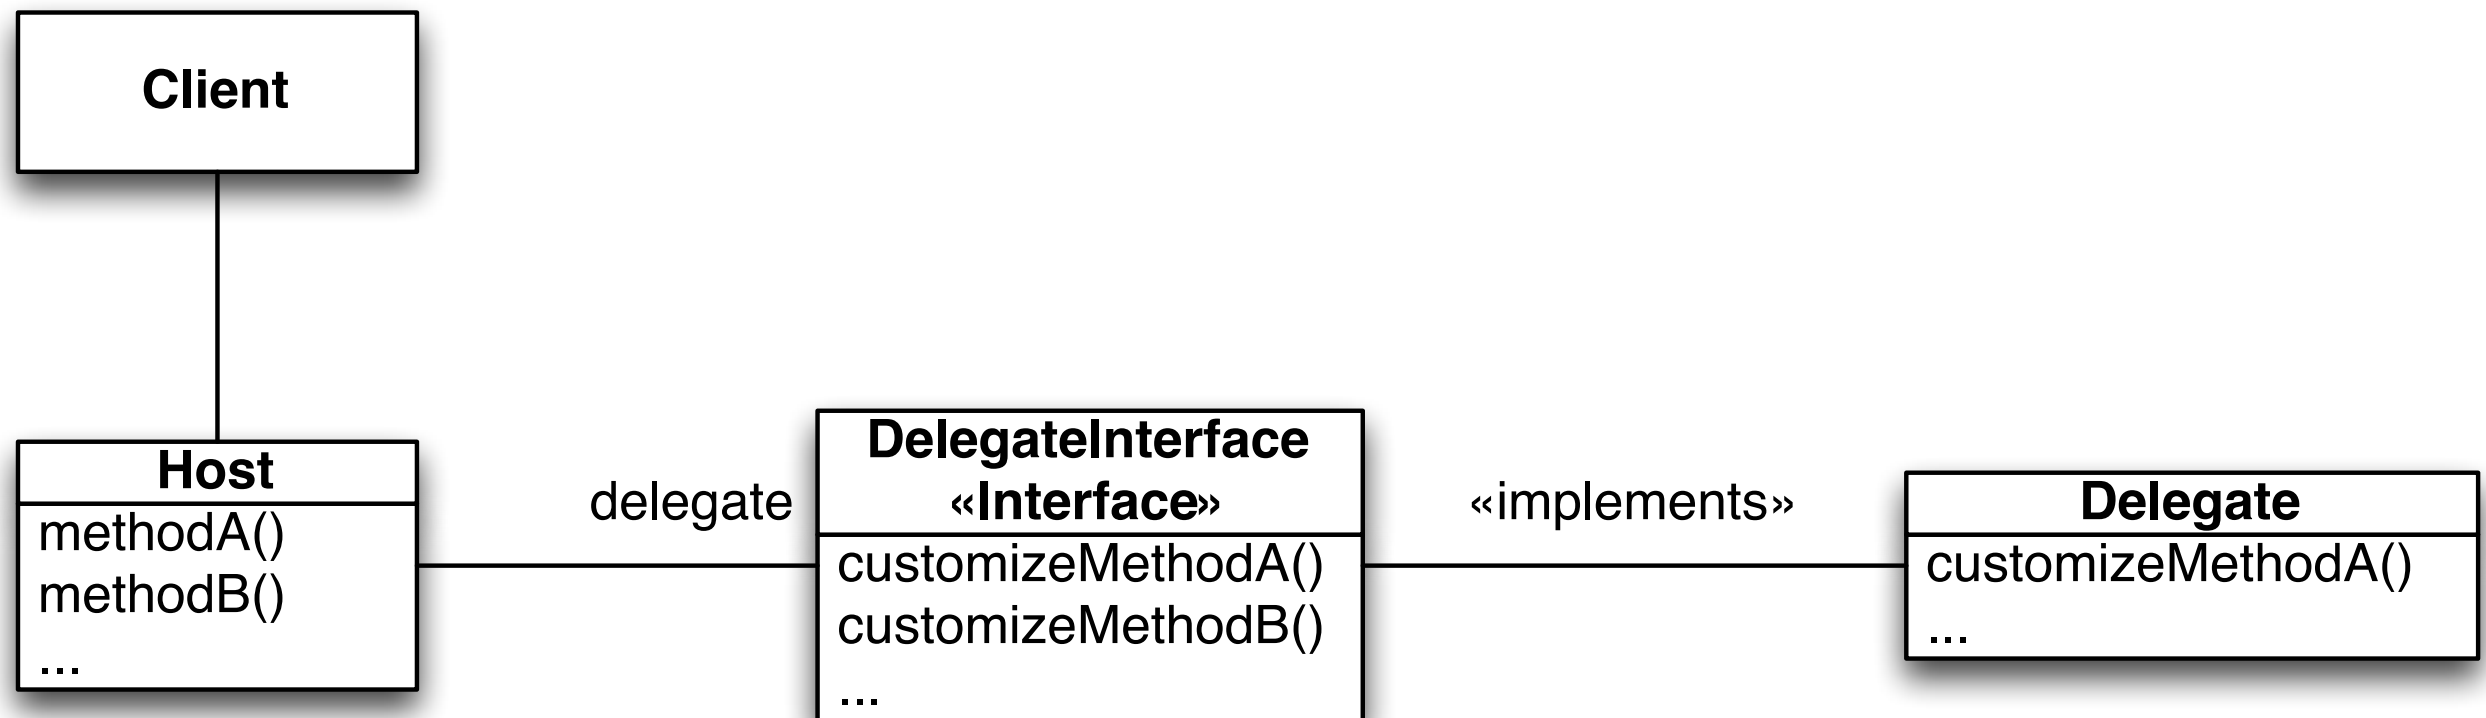 Client
Host
methodA()
methodB()
...
delegate
DelegateInterface
«Interface»
customizeMethodA()
customizeMethodB()
...
«implements»
Delegate
customizeMethodA()
...